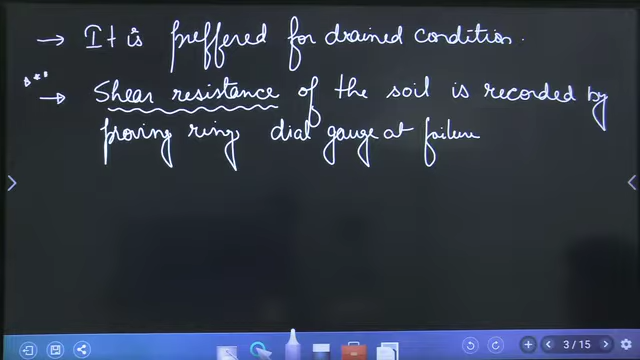 → It is preffered for drained condition.
*** → Shear resistance of the soil is recorded by
proving ring, dial gauge at failure
3 / 15